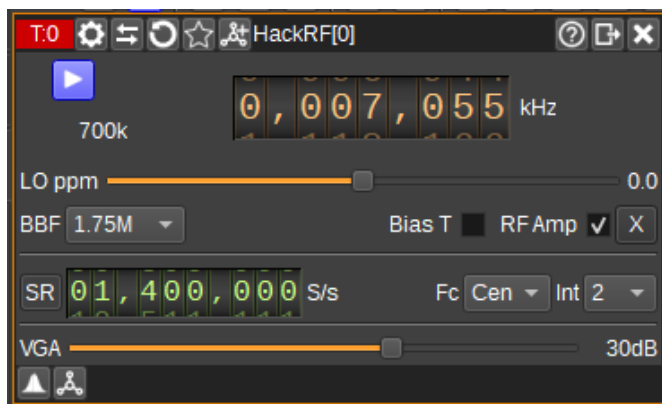 T:0 HackRF[0]
0,007,055 kHz
700k
LO ppm 0.0
BBF 1.75M Bias T RF Amp X
SR 01,400,000 S/s Fc Cen Int 2
VGA 30dB